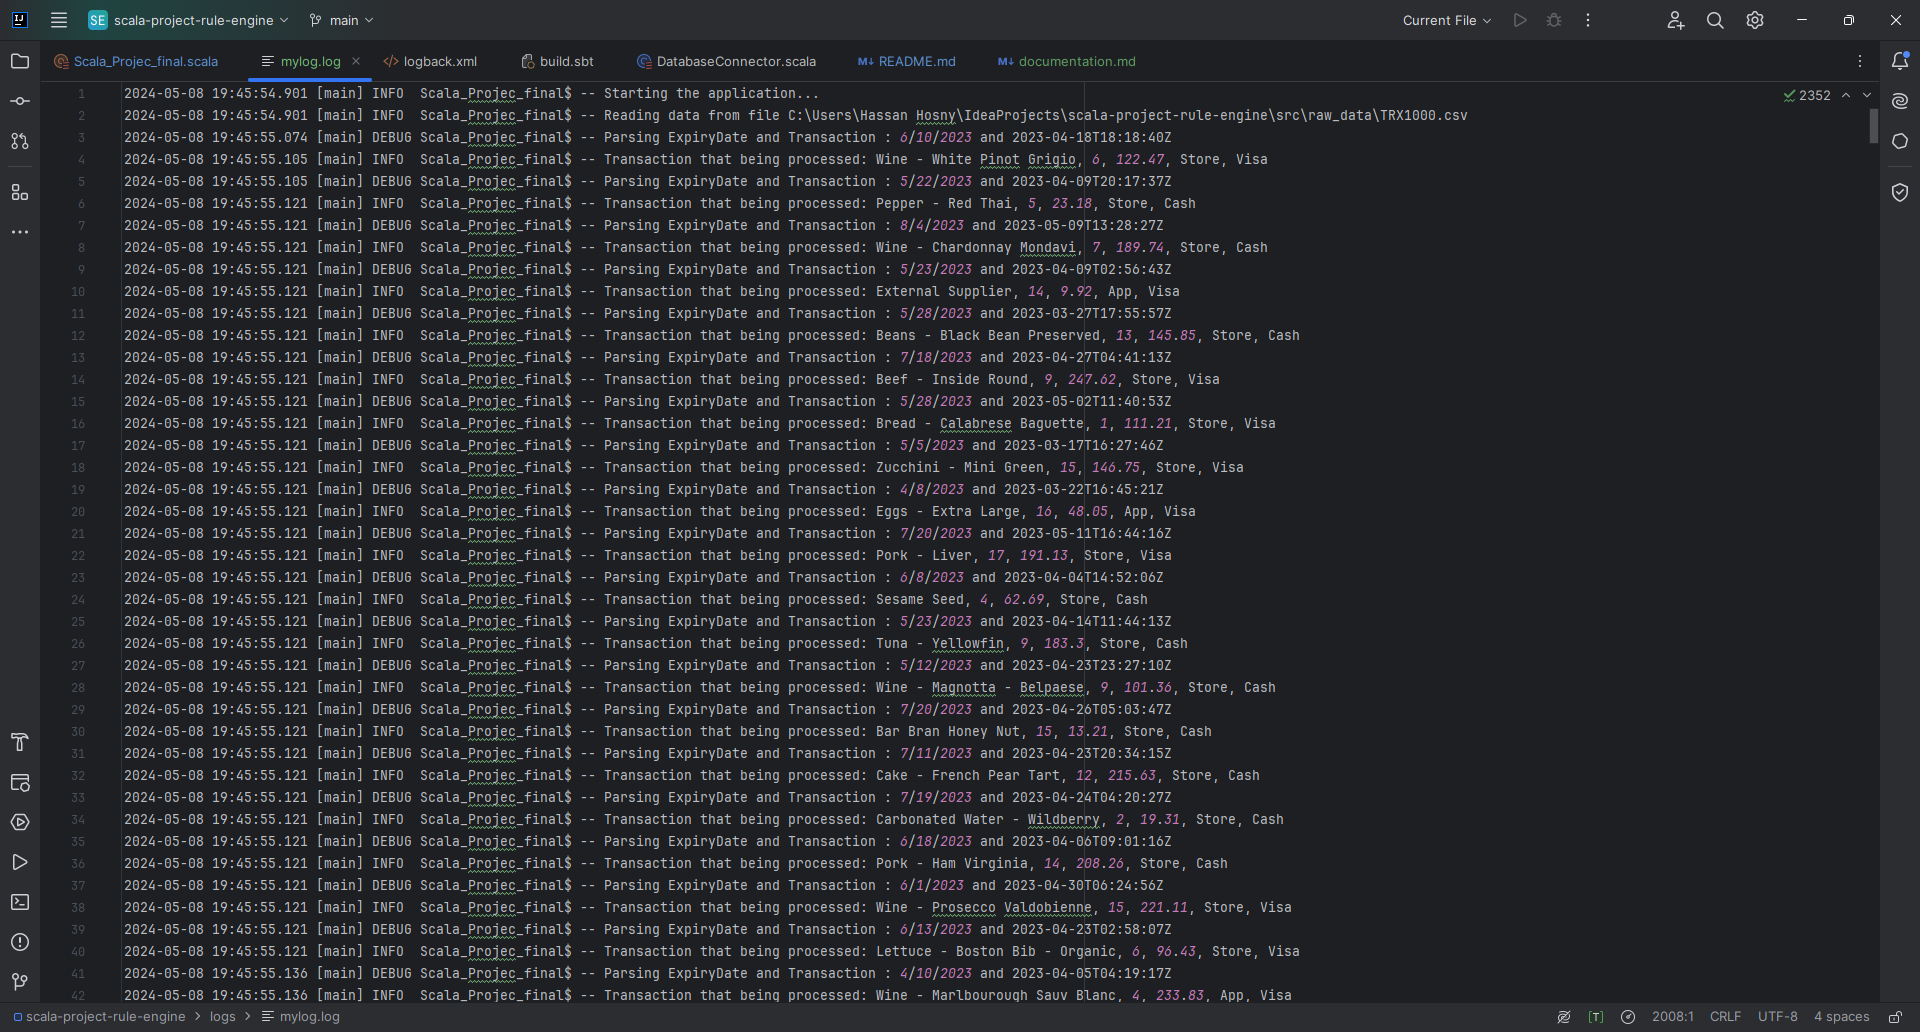 SE scala-project-rule-engine main Current File
Scala_Projec_final.scala mylog.log logback.xml build.sbt DatabaseConnector.scala README.md documentation.md
2352
1 2024-05-08 19:45:54.901 [main] INFO Scala_Projec_final$ -- Starting the application...
2 2024-05-08 19:45:54.901 [main] INFO Scala_Projec_final$ -- Reading data from file C:\Users\Hassan Hosny\IdeaProjects\scala-project-rule-engine\src\raw_data\TRX1000.csv
3 2024-05-08 19:45:55.074 [main] DEBUG Scala_Projec_final$ -- Parsing ExpiryDate and Transaction : 6/10/2023 and 2023-04-18T18:18:40Z
4 2024-05-08 19:45:55.105 [main] INFO Scala_Projec_final$ -- Transaction that being processed: Wine - White Pinot Grigio, 6, 122.47, Store, Visa
5 2024-05-08 19:45:55.105 [main] DEBUG Scala_Projec_final$ -- Parsing ExpiryDate and Transaction : 5/22/2023 and 2023-04-09T20:17:37Z
6 2024-05-08 19:45:55.121 [main] INFO Scala_Projec_final$ -- Transaction that being processed: Pepper - Red Thai, 5, 23.18, Store, Cash
7 2024-05-08 19:45:55.121 [main] DEBUG Scala_Projec_final$ -- Parsing ExpiryDate and Transaction : 8/4/2023 and 2023-05-09T13:28:27Z
8 2024-05-08 19:45:55.121 [main] INFO Scala_Projec_final$ -- Transaction that being processed: Wine - Chardonnay Mondavi, 7, 189.74, Store, Cash
9 2024-05-08 19:45:55.121 [main] DEBUG Scala_Projec_final$ -- Parsing ExpiryDate and Transaction : 5/23/2023 and 2023-04-09T02:56:43Z
10 2024-05-08 19:45:55.121 [main] INFO Scala_Projec_final$ -- Transaction that being processed: External Supplier, 14, 9.92, App, Visa
11 2024-05-08 19:45:55.121 [main] DEBUG Scala_Projec_final$ -- Parsing ExpiryDate and Transaction : 5/28/2023 and 2023-03-27T17:55:57Z
12 2024-05-08 19:45:55.121 [main] INFO Scala_Projec_final$ -- Transaction that being processed: Beans - Black Bean Preserved, 13, 145.85, Store, Cash
13 2024-05-08 19:45:55.121 [main] DEBUG Scala_Projec_final$ -- Parsing ExpiryDate and Transaction : 7/18/2023 and 2023-04-27T04:41:13Z
14 2024-05-08 19:45:55.121 [main] INFO Scala_Projec_final$ -- Transaction that being processed: Beef - Inside Round, 9, 247.62, Store, Visa
15 2024-05-08 19:45:55.121 [main] DEBUG Scala_Projec_final$ -- Parsing ExpiryDate and Transaction : 5/28/2023 and 2023-05-02T11:40:53Z
16 2024-05-08 19:45:55.121 [main] INFO Scala_Projec_final$ -- Transaction that being processed: Bread - Calabrese Baguette, 1, 111.21, Store, Visa
17 2024-05-08 19:45:55.121 [main] DEBUG Scala_Projec_final$ -- Parsing ExpiryDate and Transaction : 5/5/2023 and 2023-03-17T16:27:46Z
18 2024-05-08 19:45:55.121 [main] INFO Scala_Projec_final$ -- Transaction that being processed: Zucchini - Mini Green, 15, 146.75, Store, Visa
19 2024-05-08 19:45:55.121 [main] DEBUG Scala_Projec_final$ -- Parsing ExpiryDate and Transaction : 4/8/2023 and 2023-03-22T16:45:21Z
20 2024-05-08 19:45:55.121 [main] INFO Scala_Projec_final$ -- Transaction that being processed: Eggs - Extra Large, 16, 48.05, App, Visa
21 2024-05-08 19:45:55.121 [main] DEBUG Scala_Projec_final$ -- Parsing ExpiryDate and Transaction : 7/20/2023 and 2023-05-11T16:44:16Z
22 2024-05-08 19:45:55.121 [main] INFO Scala_Projec_final$ -- Transaction that being processed: Pork - Liver, 17, 191.13, Store, Visa
23 2024-05-08 19:45:55.121 [main] DEBUG Scala_Projec_final$ -- Parsing ExpiryDate and Transaction : 6/8/2023 and 2023-04-04T14:52:06Z
24 2024-05-08 19:45:55.121 [main] INFO Scala_Projec_final$ -- Transaction that being processed: Sesame Seed, 4, 62.69, Store, Cash
25 2024-05-08 19:45:55.121 [main] DEBUG Scala_Projec_final$ -- Parsing ExpiryDate and Transaction : 5/23/2023 and 2023-04-14T11:44:13Z
26 2024-05-08 19:45:55.121 [main] INFO Scala_Projec_final$ -- Transaction that being processed: Tuna - Yellowfin, 9, 183.3, Store, Cash
27 2024-05-08 19:45:55.121 [main] DEBUG Scala_Projec_final$ -- Parsing ExpiryDate and Transaction : 5/12/2023 and 2023-04-23T23:27:10Z
28 2024-05-08 19:45:55.121 [main] INFO Scala_Projec_final$ -- Transaction that being processed: Wine - Magnotta - Belpaese, 9, 101.36, Store, Cash
29 2024-05-08 19:45:55.121 [main] DEBUG Scala_Projec_final$ -- Parsing ExpiryDate and Transaction : 7/20/2023 and 2023-04-26T05:03:47Z
30 2024-05-08 19:45:55.121 [main] INFO Scala_Projec_final$ -- Transaction that being processed: Bar Bran Honey Nut, 15, 13.21, Store, Cash
31 2024-05-08 19:45:55.121 [main] DEBUG Scala_Projec_final$ -- Parsing ExpiryDate and Transaction : 7/11/2023 and 2023-04-23T20:34:15Z
32 2024-05-08 19:45:55.121 [main] INFO Scala_Projec_final$ -- Transaction that being processed: Cake - French Pear Tart, 12, 215.63, Store, Cash
33 2024-05-08 19:45:55.121 [main] DEBUG Scala_Projec_final$ -- Parsing ExpiryDate and Transaction : 7/19/2023 and 2023-04-24T04:20:27Z
34 2024-05-08 19:45:55.121 [main] INFO Scala_Projec_final$ -- Transaction that being processed: Carbonated Water - Wildberry, 2, 19.31, Store, Cash
35 2024-05-08 19:45:55.121 [main] DEBUG Scala_Projec_final$ -- Parsing ExpiryDate and Transaction : 6/18/2023 and 2023-04-06T09:01:16Z
36 2024-05-08 19:45:55.121 [main] INFO Scala_Projec_final$ -- Transaction that being processed: Pork - Ham Virginia, 14, 208.26, Store, Cash
37 2024-05-08 19:45:55.121 [main] DEBUG Scala_Projec_final$ -- Parsing ExpiryDate and Transaction : 6/1/2023 and 2023-04-30T06:24:56Z
38 2024-05-08 19:45:55.121 [main] INFO Scala_Projec_final$ -- Transaction that being processed: Wine - Prosecco Valdobienne, 15, 221.11, Store, Visa
39 2024-05-08 19:45:55.121 [main] DEBUG Scala_Projec_final$ -- Parsing ExpiryDate and Transaction : 6/13/2023 and 2023-04-23T02:58:07Z
40 2024-05-08 19:45:55.121 [main] INFO Scala_Projec_final$ -- Transaction that being processed: Lettuce - Boston Bib - Organic, 6, 96.43, Store, Visa
41 2024-05-08 19:45:55.136 [main] DEBUG Scala_Projec_final$ -- Parsing ExpiryDate and Transaction : 4/10/2023 and 2023-04-05T04:19:17Z
42 2024-05-08 19:45:55.136 [main] INFO Scala_Projec_final$ -- Transaction that being processed: Wine - Marlbourough Sauv Blanc, 4, 233.83, App, Visa
scala-project-rule-engine > logs > mylog.log [T] 2008:1 CRLF UTF-8 4 spaces